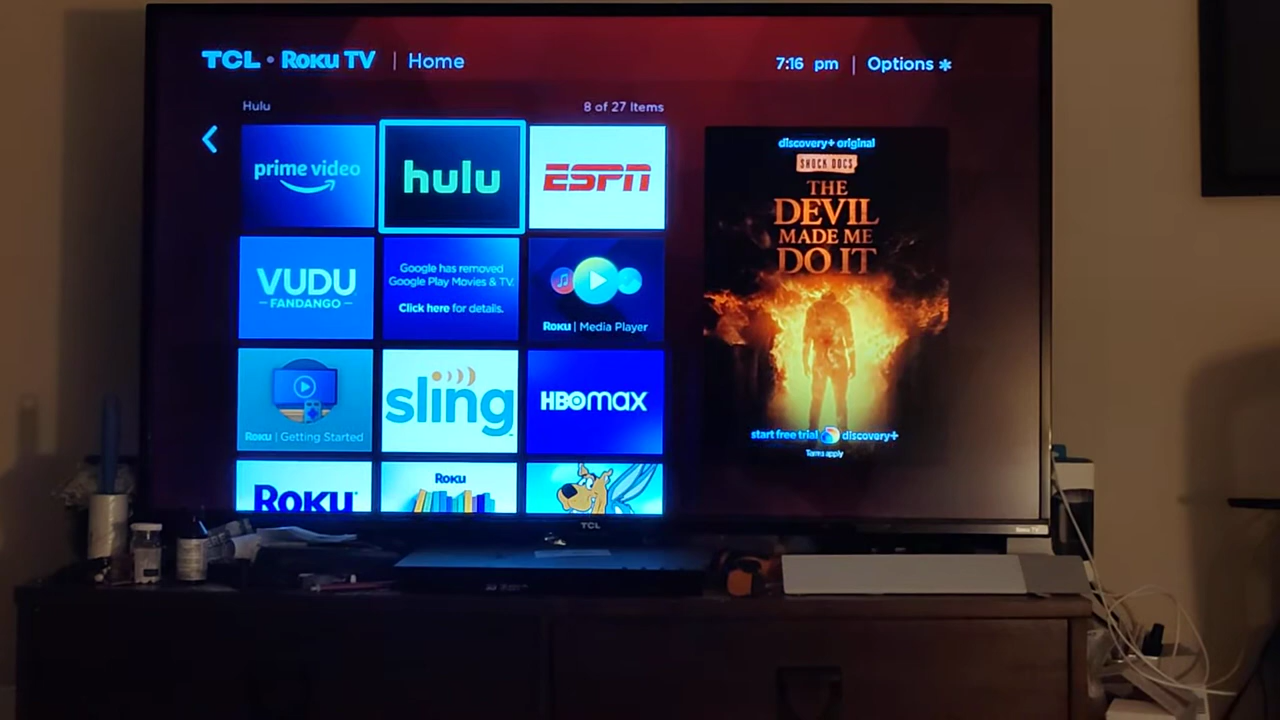 TCL • Roku TV | Home
7:16 pm | Options ✻
Hulu
8 of 27 Items
prime video
hulu
ESPN
VUDU
FANDANGO
Google has removed
Google Play Movies & TV.
Click here for details.
Roku | Media Player
Roku | Getting Started
sling
HBOMAX
Roku
Roku
discovery+ original
SHOCK DOCS
THE
DEVIL
MADE ME
DO IT
start free trial discovery+
Terms apply
TCL
Roku TV